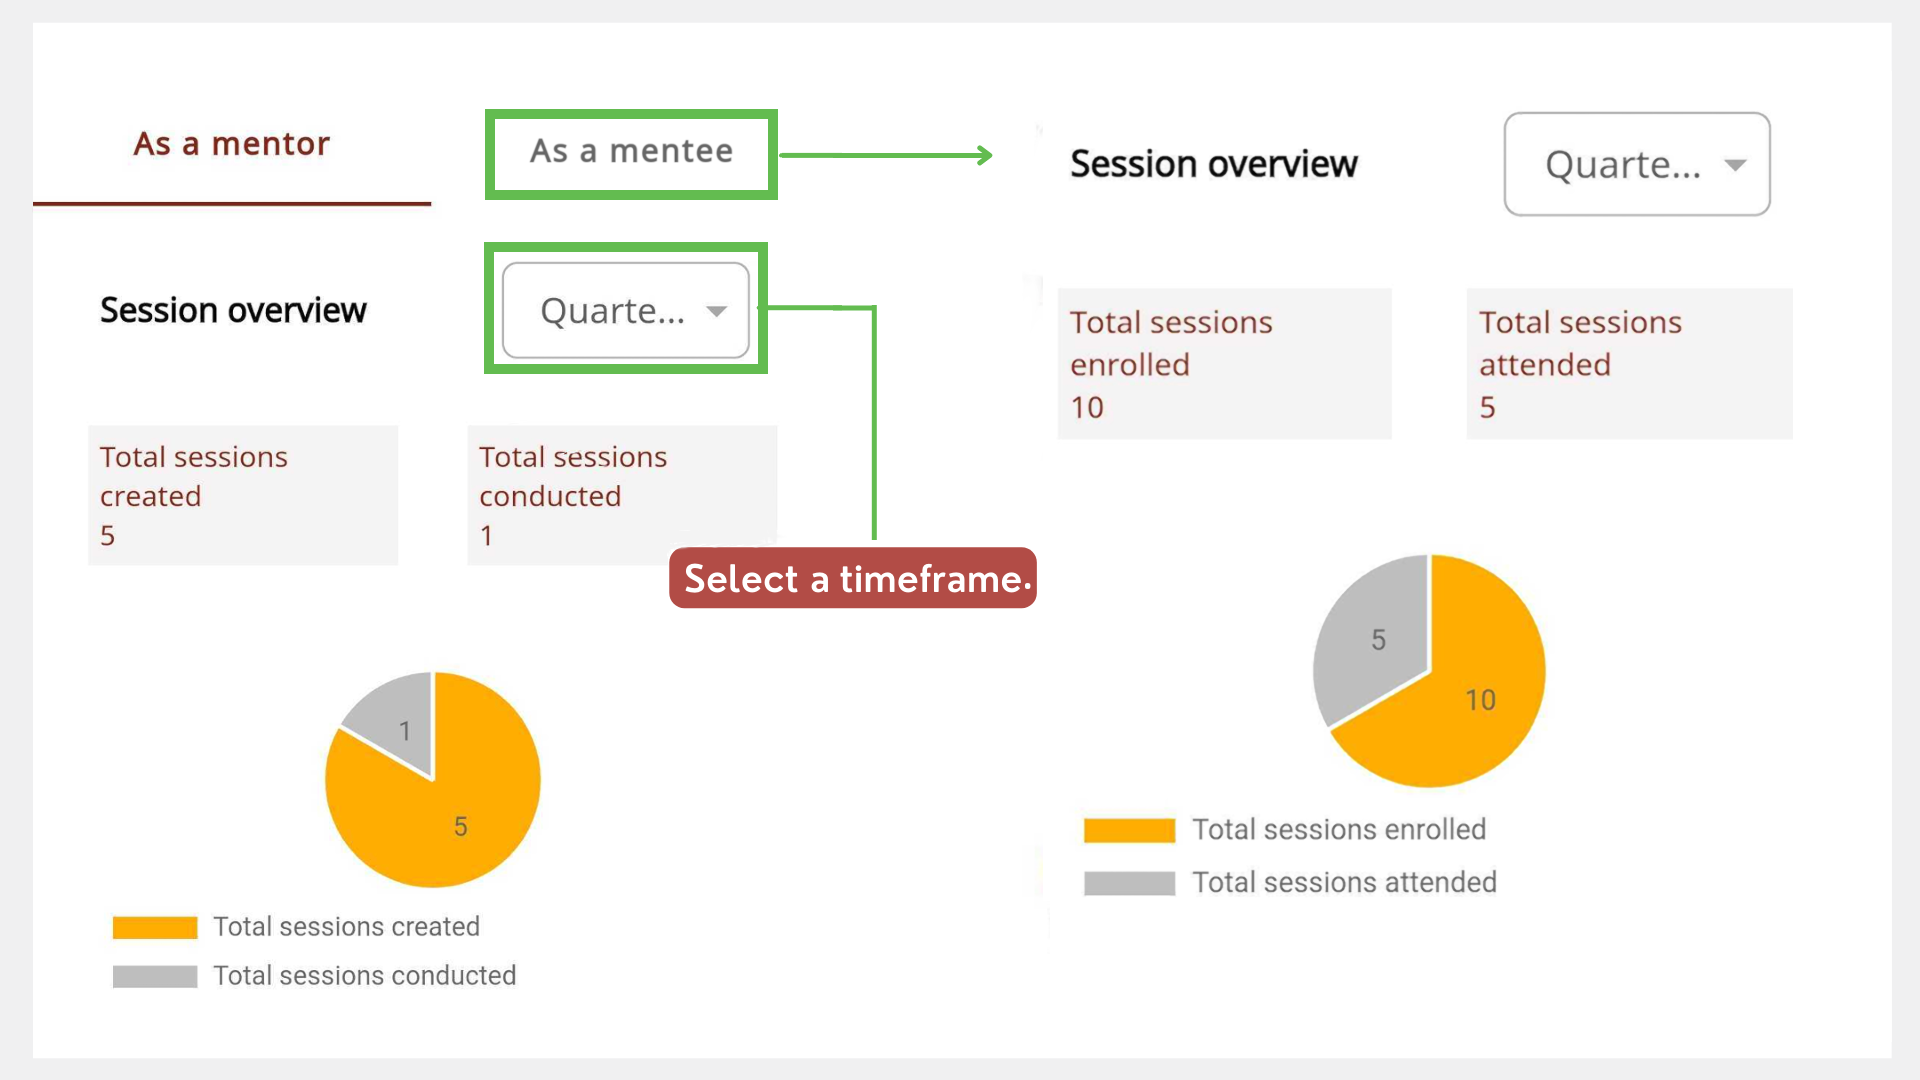 As a mentor
As a mentee
Session overview
Quarte...
Total sessions
created
5
Total sessions
conducted
1
Select a timeframe.
1
5
Total sessions created
Total sessions conducted
Session overview
Quarte...
Total sessions
enrolled
10
Total sessions
attended
5
5
10
Total sessions enrolled
Total sessions attended